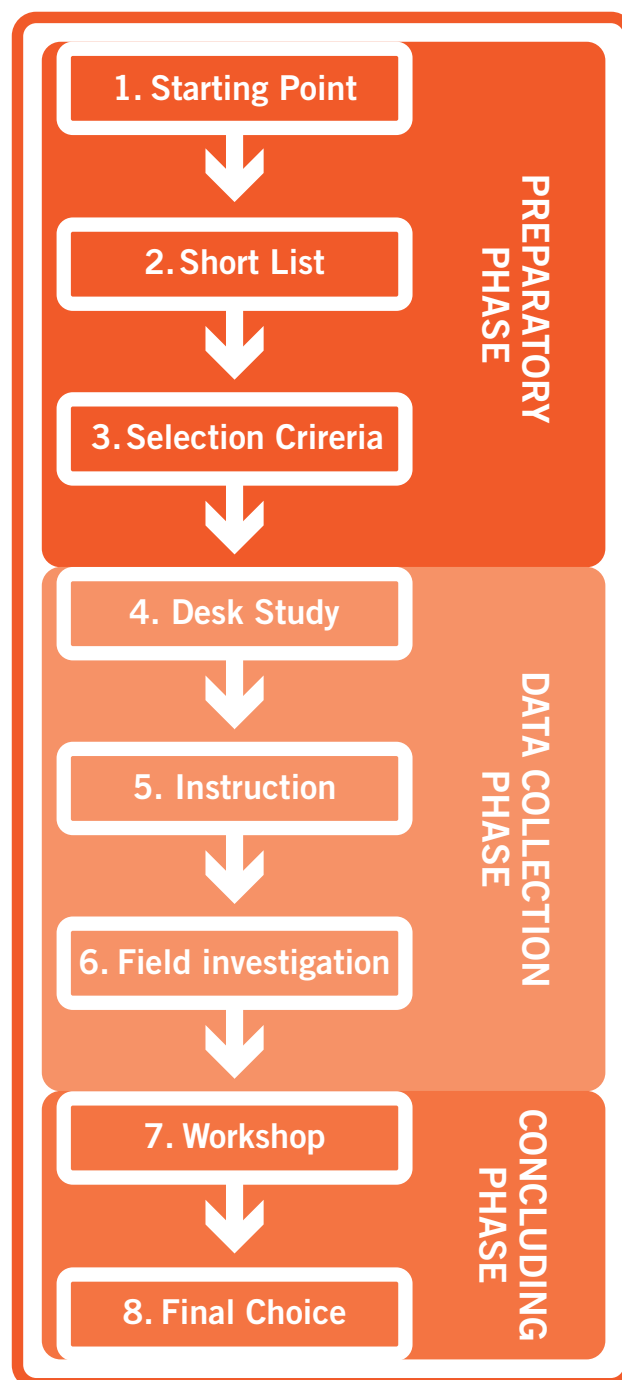 1. Starting Point
2. Short List
3. Selection Crireria
PREPARATORY
PHASE
4. Desk Study
5. Instruction
6. Field investigation
DATA COLLECTION
PHASE
7. Workshop
8. Final Choice
CONCLUDING
PHASE